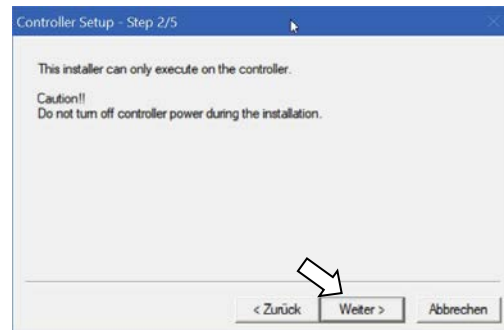 Controller Setup - Step 2/5
This installer can only execute on the controller.
Caution!!
Do not turn off controller power during the installation.
< Zurück
Weiter >
Abbrechen